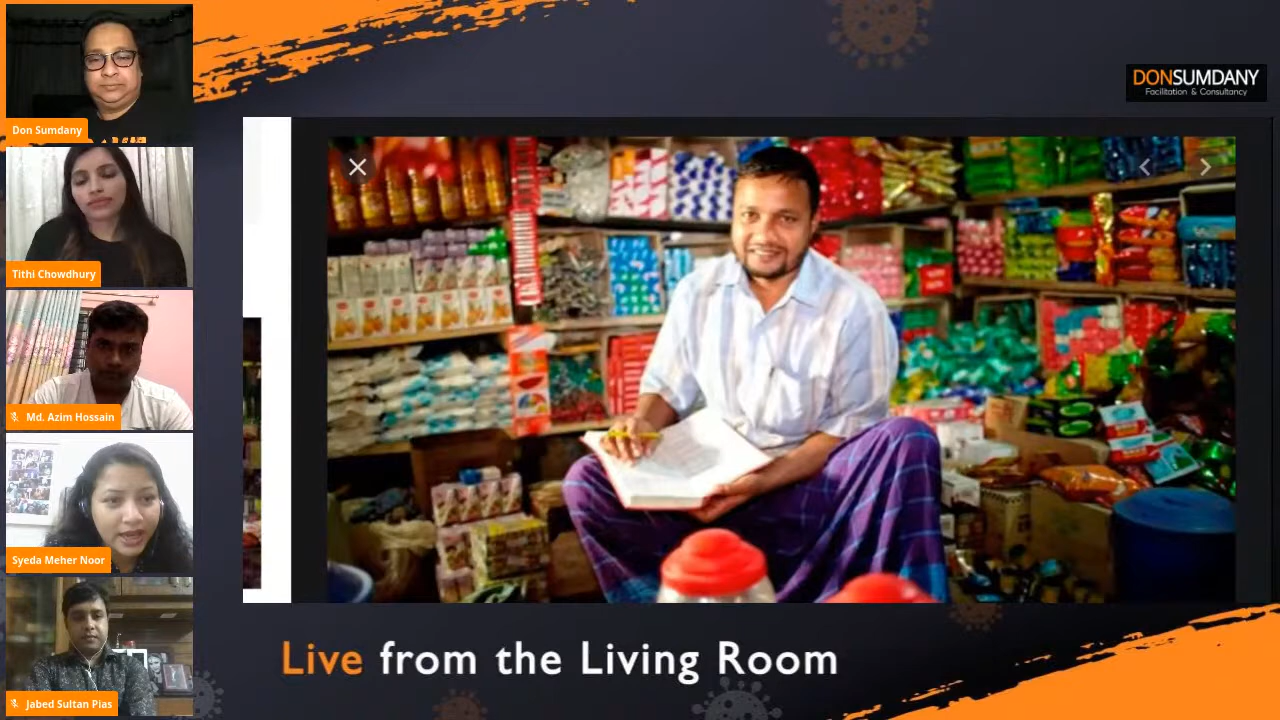 DONSUMDANY
Facilitation & Consultancy
Don Sumdany
Tithi Chowdhury
Md. Azim Hossain
Syeda Meher Noor
Jabed Sultan Pias
Live from the Living Room